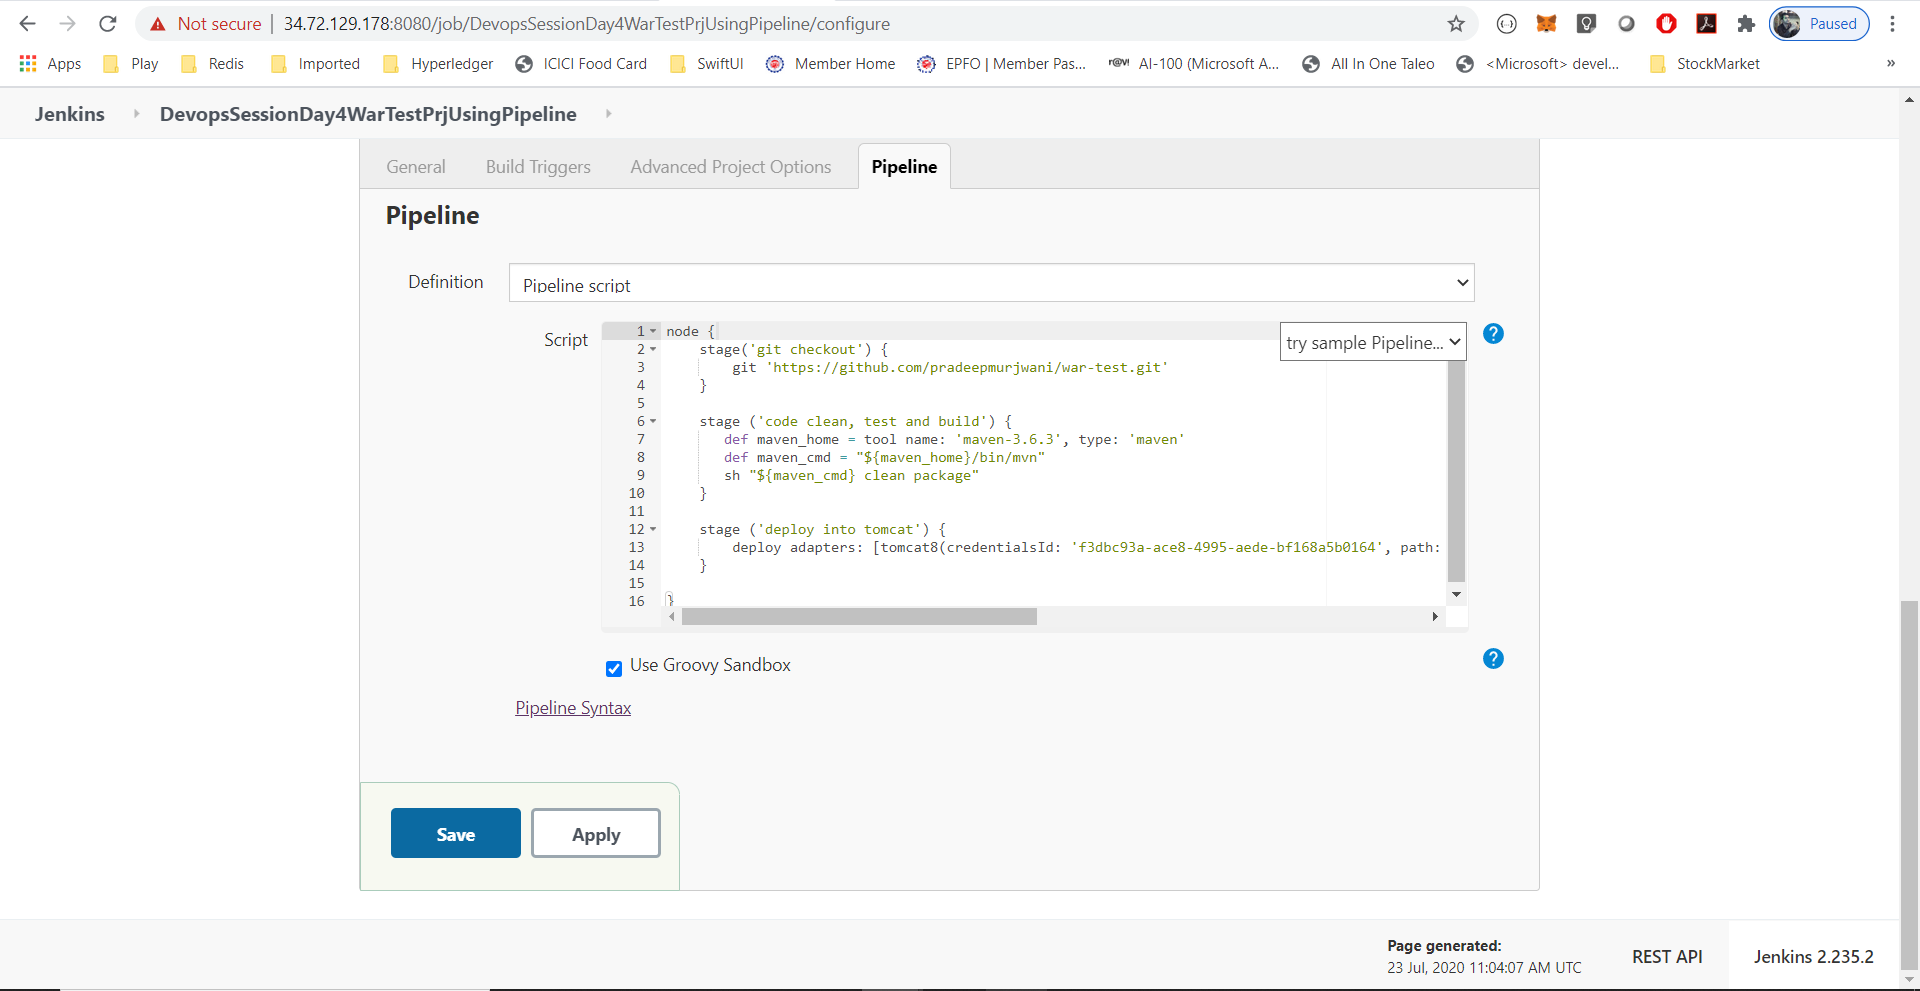 Not secure | 34.72.129.178:8080/job/DevopsSessionDay4WarTestPrjUsingPipeline/configure Paused
Apps Play Redis Imported Hyperledger ICICI Food Card SwiftUI Member Home EPFO | Member Pas... AI-100 (Microsoft A... All In One Taleo <Microsoft> devel... StockMarket »
Jenkins DevopsSessionDay4WarTestPrjUsingPipeline
General Build Triggers Advanced Project Options Pipeline
Pipeline
Definition Pipeline script
Script try sample Pipeline... ?
1 node {
2 stage('git checkout') {
3 git 'https://github.com/pradeepmurjwani/war-test.git'
4 }
5
6 stage ('code clean, test and build') {
7 def maven_home = tool name: 'maven-3.6.3', type: 'maven'
8 def maven_cmd = "${maven_home}/bin/mvn"
9 sh "${maven_cmd} clean package"
10 }
11
12 stage ('deploy into tomcat') {
13 deploy adapters: [tomcat8(credentialsId: 'f3dbc93a-ace8-4995-aede-bf168a5b0164', path:
14 }
15
16 }
Use Groovy Sandbox ?
Pipeline Syntax
Save Apply
Page generated:
23 Jul, 2020 11:04:07 AM UTC REST API Jenkins 2.235.2